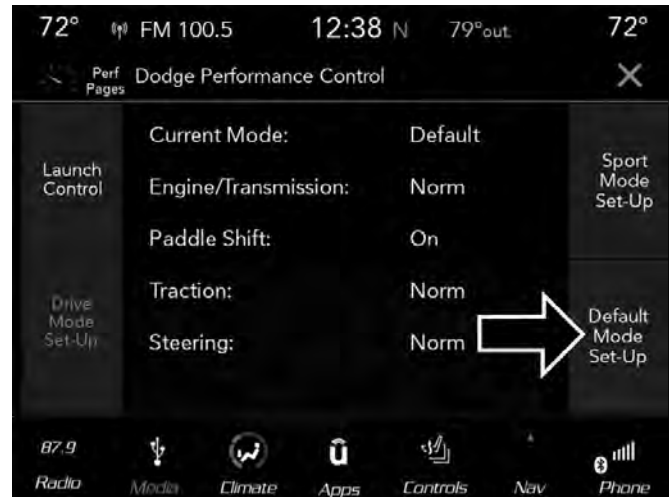 72° FM 100.5 12:38 N 79°out. 72°
Perf
Pages
Dodge Performance Control
Launch
Control
Drive
Mode
Set-Up
Current Mode: Default
Engine/Transmission: Norm
Paddle Shift: On
Traction: Norm
Steering: Norm
Sport
Mode
Set-Up
Default
Mode
Set-Up
87.9
Radio Media Climate Apps Controls Nav Phone